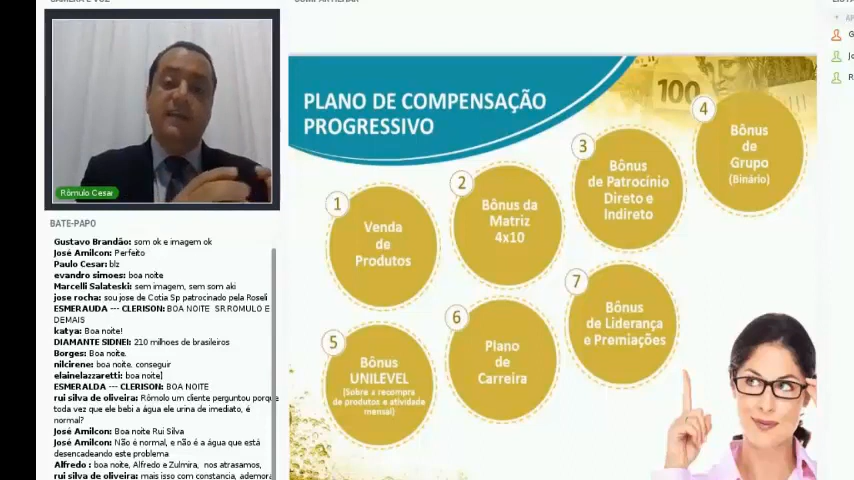 COMPARTILHAR
Rômulo Cesar
BATE-PAPO
Gustavo Brandão: som ok e imagem ok
José Amilcon: Perfeito
Paulo Cesar: blz
evandro simoes: boa noite
Marcelli Salateski: sem imagem, sem som aki
jose rocha: sou jose de Cotia Sp patrocinado pela Roseli
ESMERAUDA --- CLERISON: BOA NOITE SR ROMULO E
DEMAIS
katya: Boa noite!
DIAMANTE SIDNEI: 210 milhoes de brasileiros
Borges: Boa noite,
nilcirene: boa noite, conseguir
elainelazzaretti: boa noite]
ESMERALDA --- CLERISON: BOA NOITE
rui silva de oliveira: Rômulo um cliente perguntou porque
toda vez que ele bebi a água ele urina de imediato, é
normal?
José Amilcon: Boa noite Rui Silva
José Amilcon: Não é normal, e não é a água que está
desencadeando este problema
Alfredo : boa noite, Alfredo e Zulmira, nos atrasamos,
rui silva de oliveira: mais isso com constancia, ademora
PLANO DE COMPENSAÇÃO
PROGRESSIVO
100
1
Venda
de
Produtos
2
Bônus da
Matriz
4x10
3
Bônus
de Patrocínio
Direto e
Indireto
4
Bônus
de
Grupo
(Binário)
5
Bônus
UNILEVEL
(Sobre a recompra
de produtos e atividade
mensal)
6
Plano
de
Carreira
7
Bônus
de Liderança
e Premiações
G
Jo
R